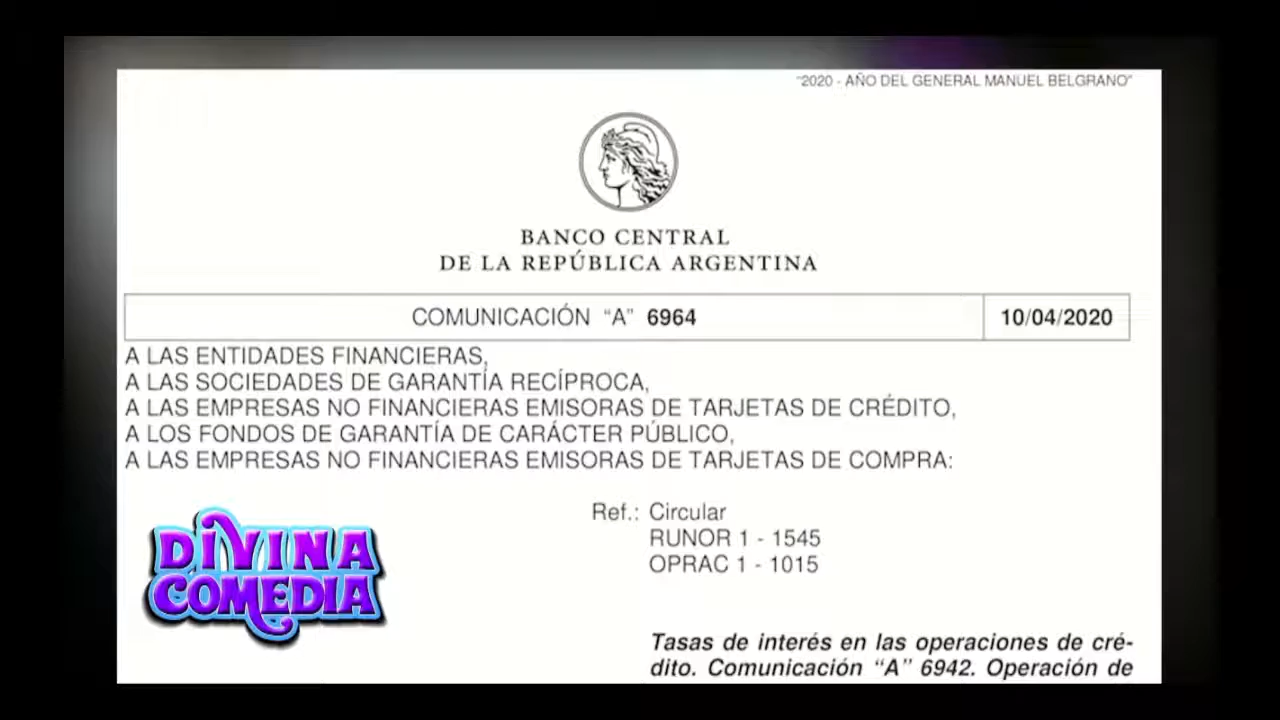 "2020 - AÑO DEL GENERAL MANUEL BELGRANO"
BANCO CENTRAL
DE LA REPÚBLICA ARGENTINA
COMUNICACIÓN “A” 6964 10/04/2020
A LAS ENTIDADES FINANCIERAS,
A LAS SOCIEDADES DE GARANTÍA RECÍPROCA,
A LAS EMPRESAS NO FINANCIERAS EMISORAS DE TARJETAS DE CRÉDITO,
A LOS FONDOS DE GARANTÍA DE CARÁCTER PÚBLICO,
A LAS EMPRESAS NO FINANCIERAS EMISORAS DE TARJETAS DE COMPRA:
Ref.: Circular
RUNOR 1 - 1545
OPRAC 1 - 1015
Tasas de interés en las operaciones de cré-
dito. Comunicación “A” 6942. Operación de
DiVINA
COMEDIA